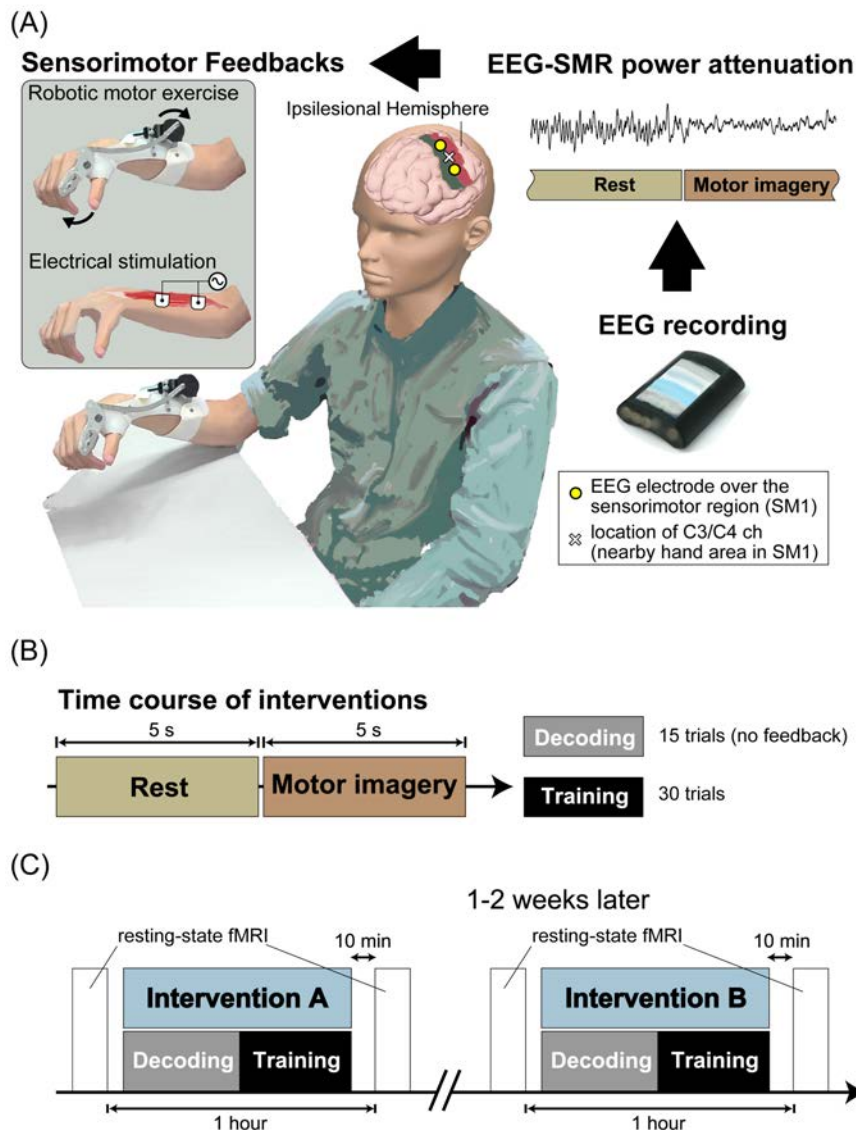 (A)
Sensorimotor Feedbacks
EEG-SMR power attenuation
Robotic motor exercise
Ipsilesional Hemisphere
Rest
Motor imagery
Electrical stimulation
EEG recording
EEG electrode over the
sensorimotor region (SM1)
location of C3/C4 ch
(nearby hand area in SM1)
(B)
Time course of interventions
5 s
5 s
Rest
Motor imagery
Decoding
15 trials (no feedback)
Training
30 trials
(C)
1-2 weeks later
resting-state fMRI
10 min
resting-state fMRI
10 min
Intervention A
Intervention B
Decoding
Training
Decoding
Training
1 hour
1 hour